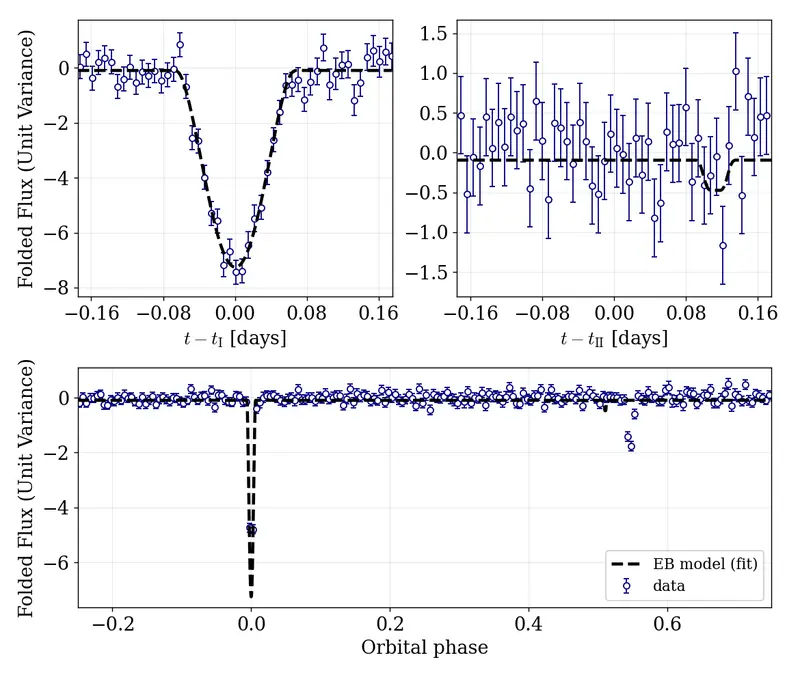 Folded Flux (Unit Variance)
0
−2
−4
−6
−8
−0.16 −0.08 0.00 0.08 0.16
t − tI [days]
1.5
1.0
0.5
0.0
−0.5
−1.0
−1.5
−0.16 −0.08 0.00 0.08 0.16
t − tII [days]
Folded Flux (Unit Variance)
0
−2
−4
−6
−0.2 0.0 0.2 0.4 0.6
Orbital phase
EB model (fit)
data